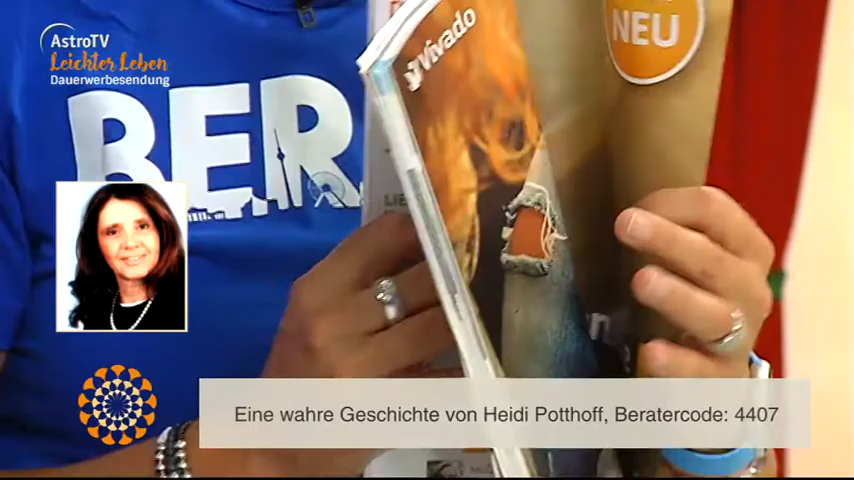 AstroTV
Leichter Leben
Dauerwerbesendung
BER
Vivado
NEU
Eine wahre Geschichte von Heidi Potthoff, Beratercode: 4407